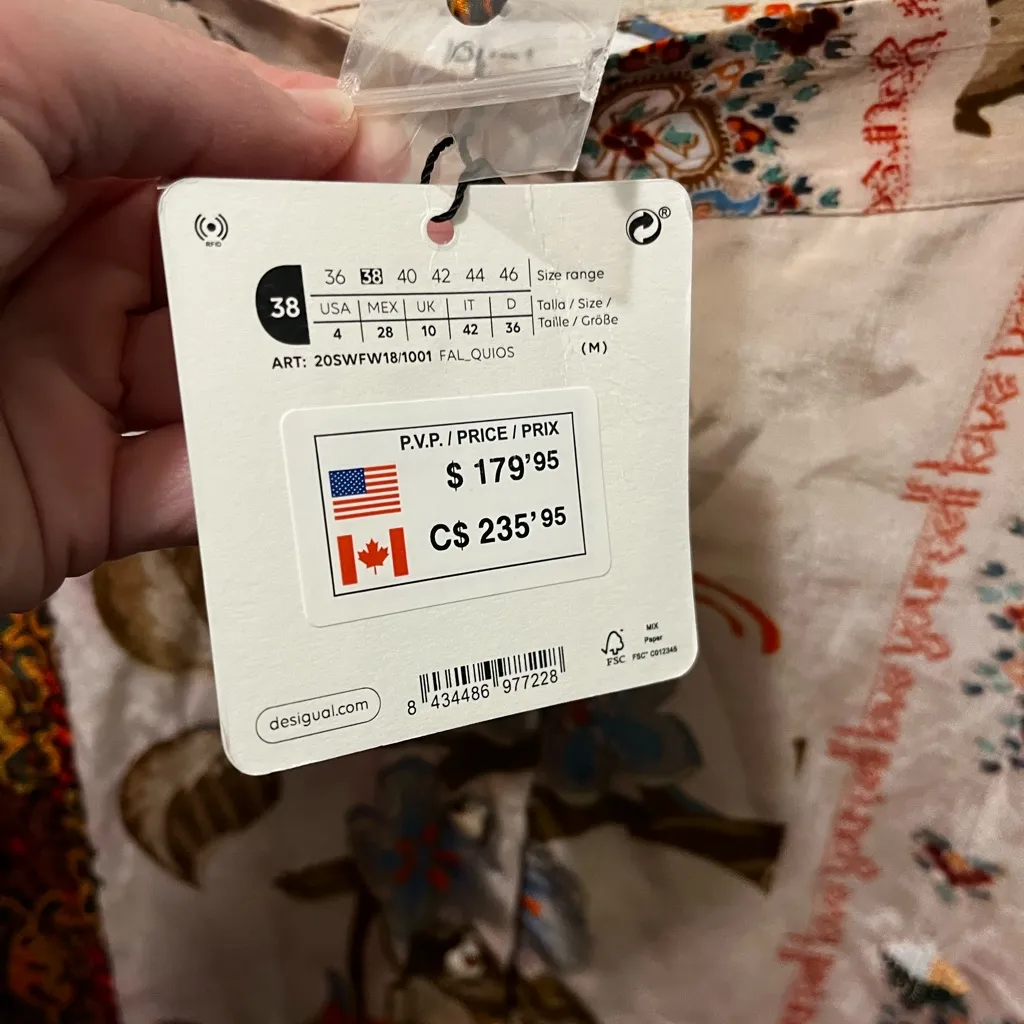 RFID
®
36 38 40 42 44 46 Size range
38
USA MEX UK IT D Talla / Size /
4 28 10 42 36 Taille / Größe
ART: 20SWFW18/1001 FAL_QUIOS (M)
P.V.P. / PRICE / PRIX
$ 179'95
C$ 235'95
MIX
Paper
FSC FSC™ C012345
8 434486 977228
desigual.com